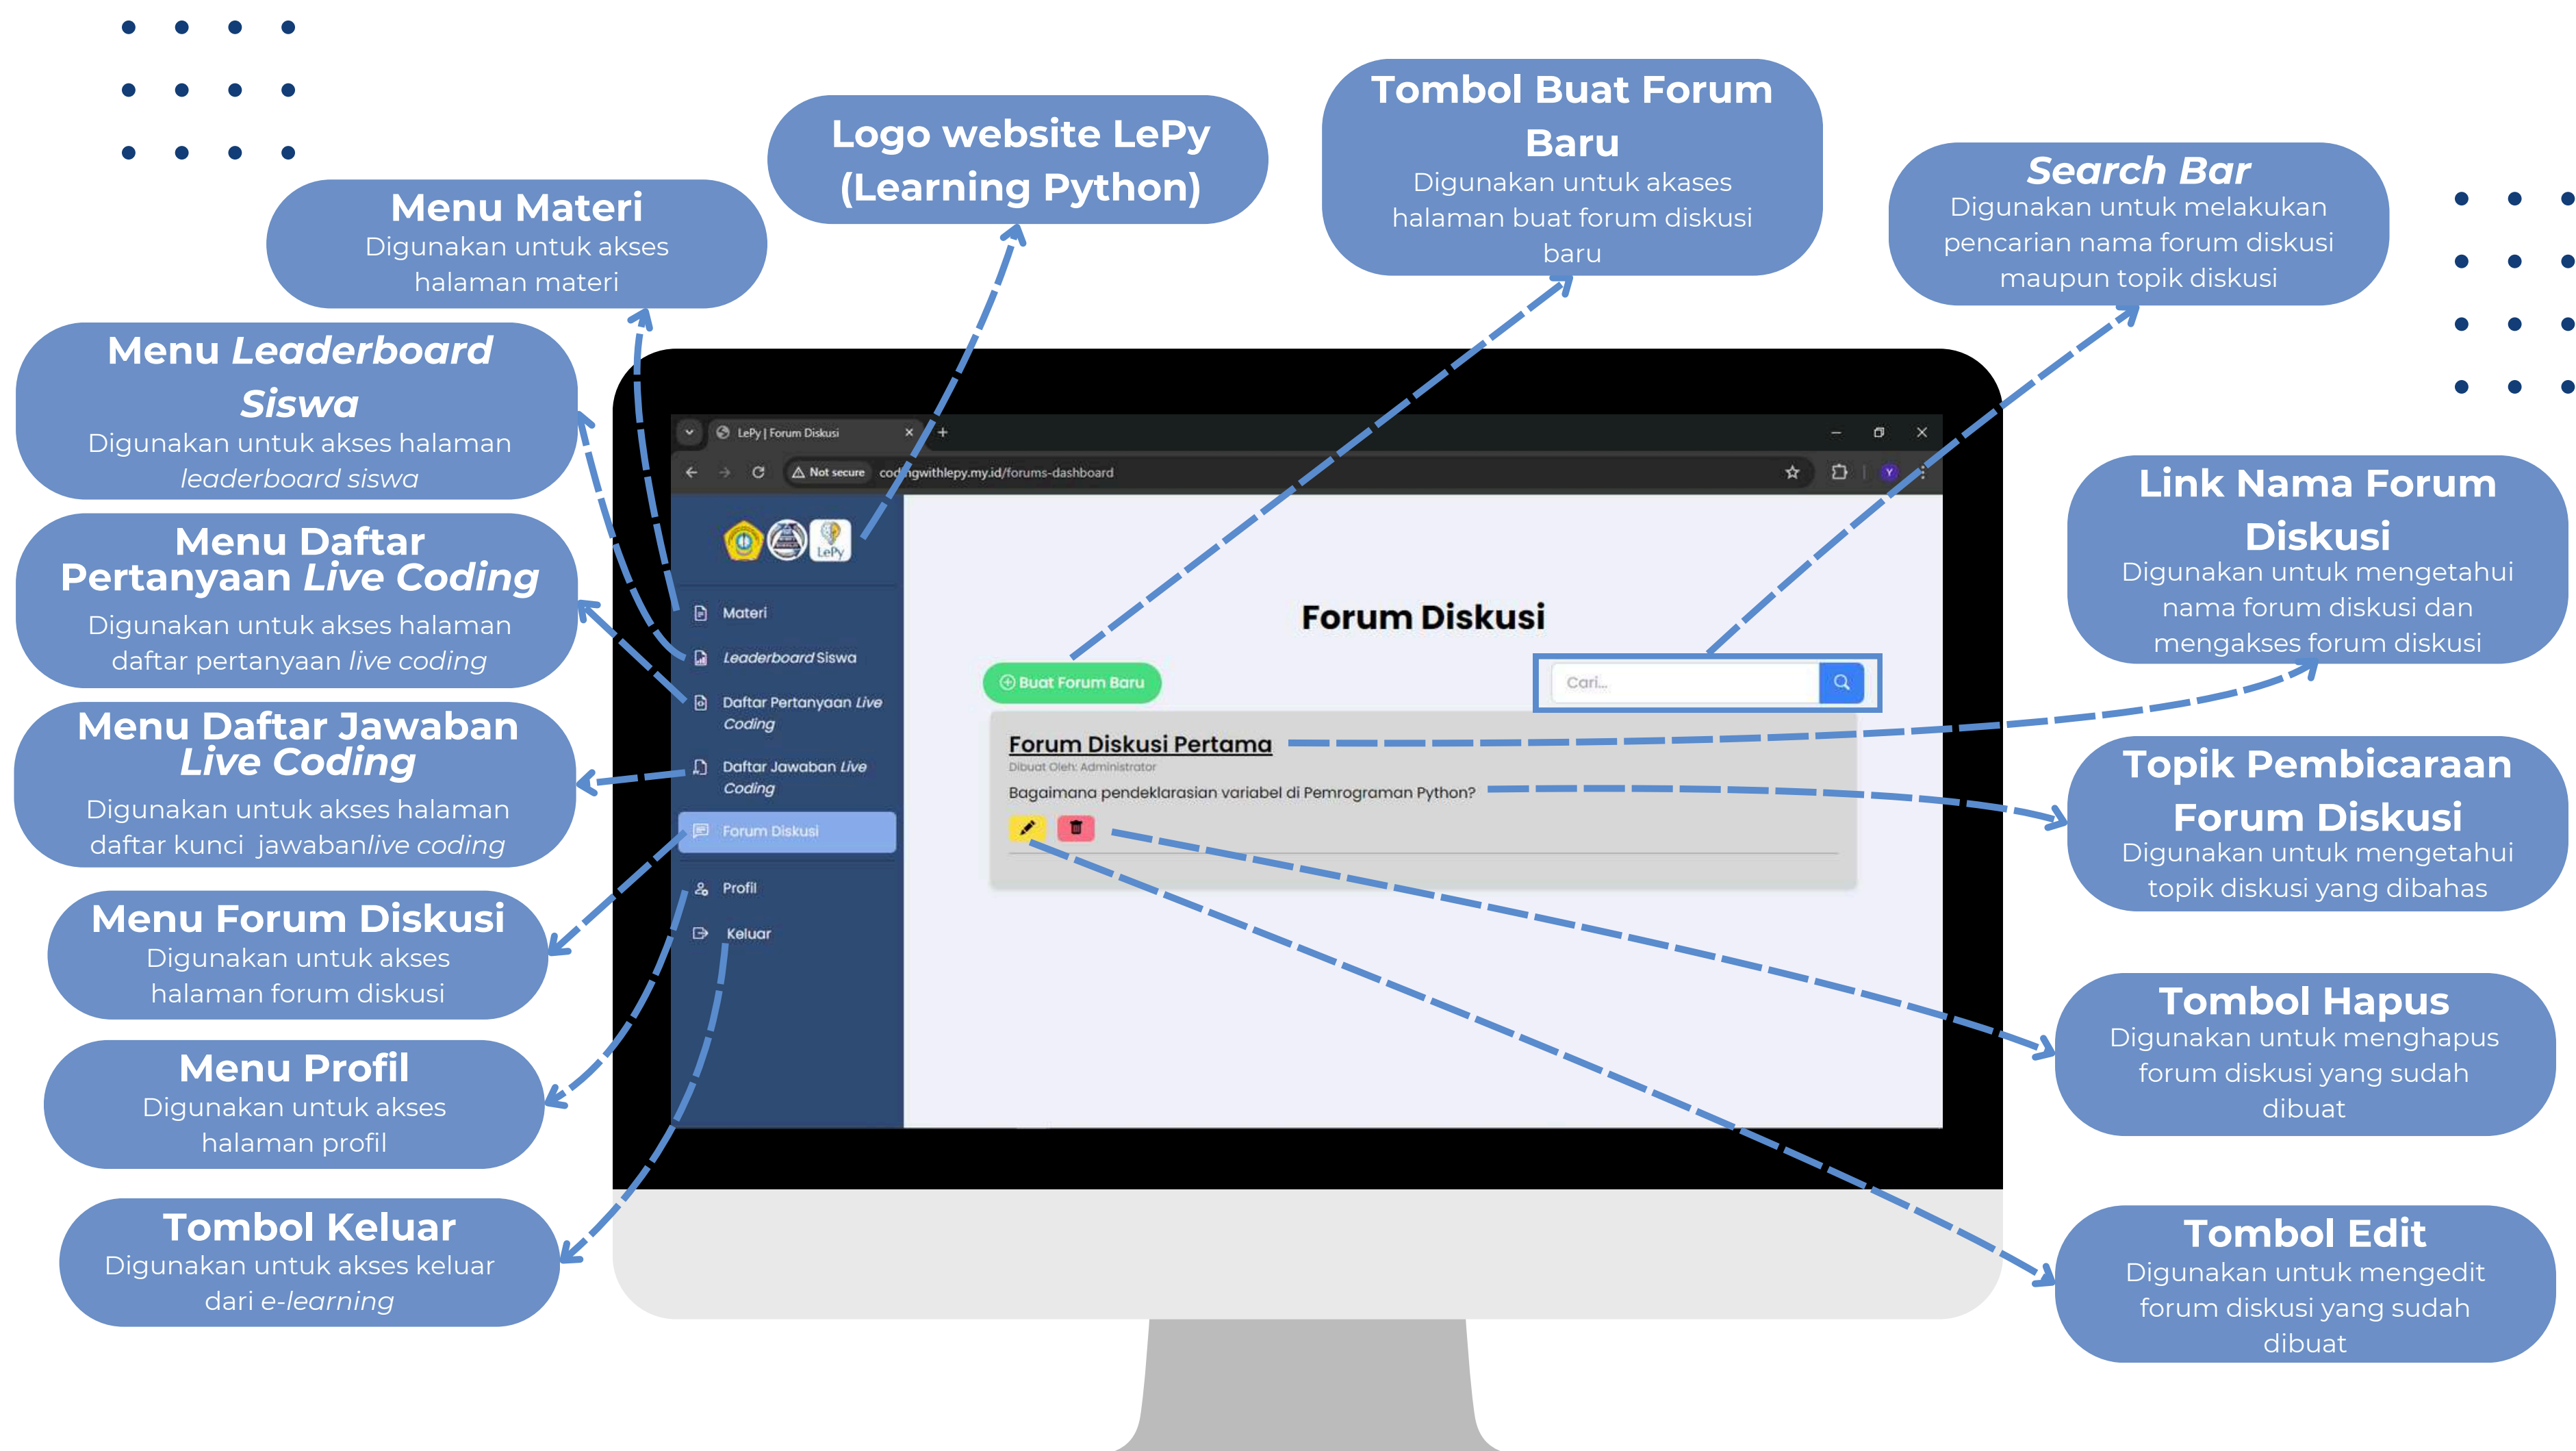 Logo website LePy
(Learning Python)
Tombol Buat Forum
Baru
Digunakan untuk akases
halaman buat forum diskusi
baru
Search Bar
Digunakan untuk melakukan
pencarian nama forum diskusi
maupun topik diskusi
Menu Materi
Digunakan untuk akses
halaman materi
Menu Leaderboard
Siswa
Digunakan untuk akses halaman
leaderboard siswa
Menu Daftar
Pertanyaan Live Coding
Digunakan untuk akses halaman
daftar pertanyaan live coding
Menu Daftar Jawaban
Live Coding
Digunakan untuk akses halaman
daftar kunci  jawabanlive coding
Menu Forum Diskusi
Digunakan untuk akses
halaman forum diskusi
Menu Profil
Digunakan untuk akses
halaman profil
Tombol Keluar
Digunakan untuk akses keluar
dari e-learning
LePy | Forum Diskusi
Not secure codingwithlepy.my.id/forums-dashboard
Y
LePy
Materi
Leaderboard Siswa
Daftar Pertanyaan Live
Coding
Daftar Jawaban Live
Coding
Forum Diskusi
Profil
Keluar
Forum Diskusi
Buat Forum Baru
Cari...
Forum Diskusi Pertama
Dibuat Oleh: Administrator
Bagaimana pendeklarasian variabel di Pemrograman Python?
Link Nama Forum
Diskusi
Digunakan untuk mengetahui
nama forum diskusi dan
mengakses forum diskusi
Topik Pembicaraan
Forum Diskusi
Digunakan untuk mengetahui
topik diskusi yang dibahas
Tombol Hapus
Digunakan untuk menghapus
forum diskusi yang sudah
dibuat
Tombol Edit
Digunakan untuk mengedit
forum diskusi yang sudah
dibuat